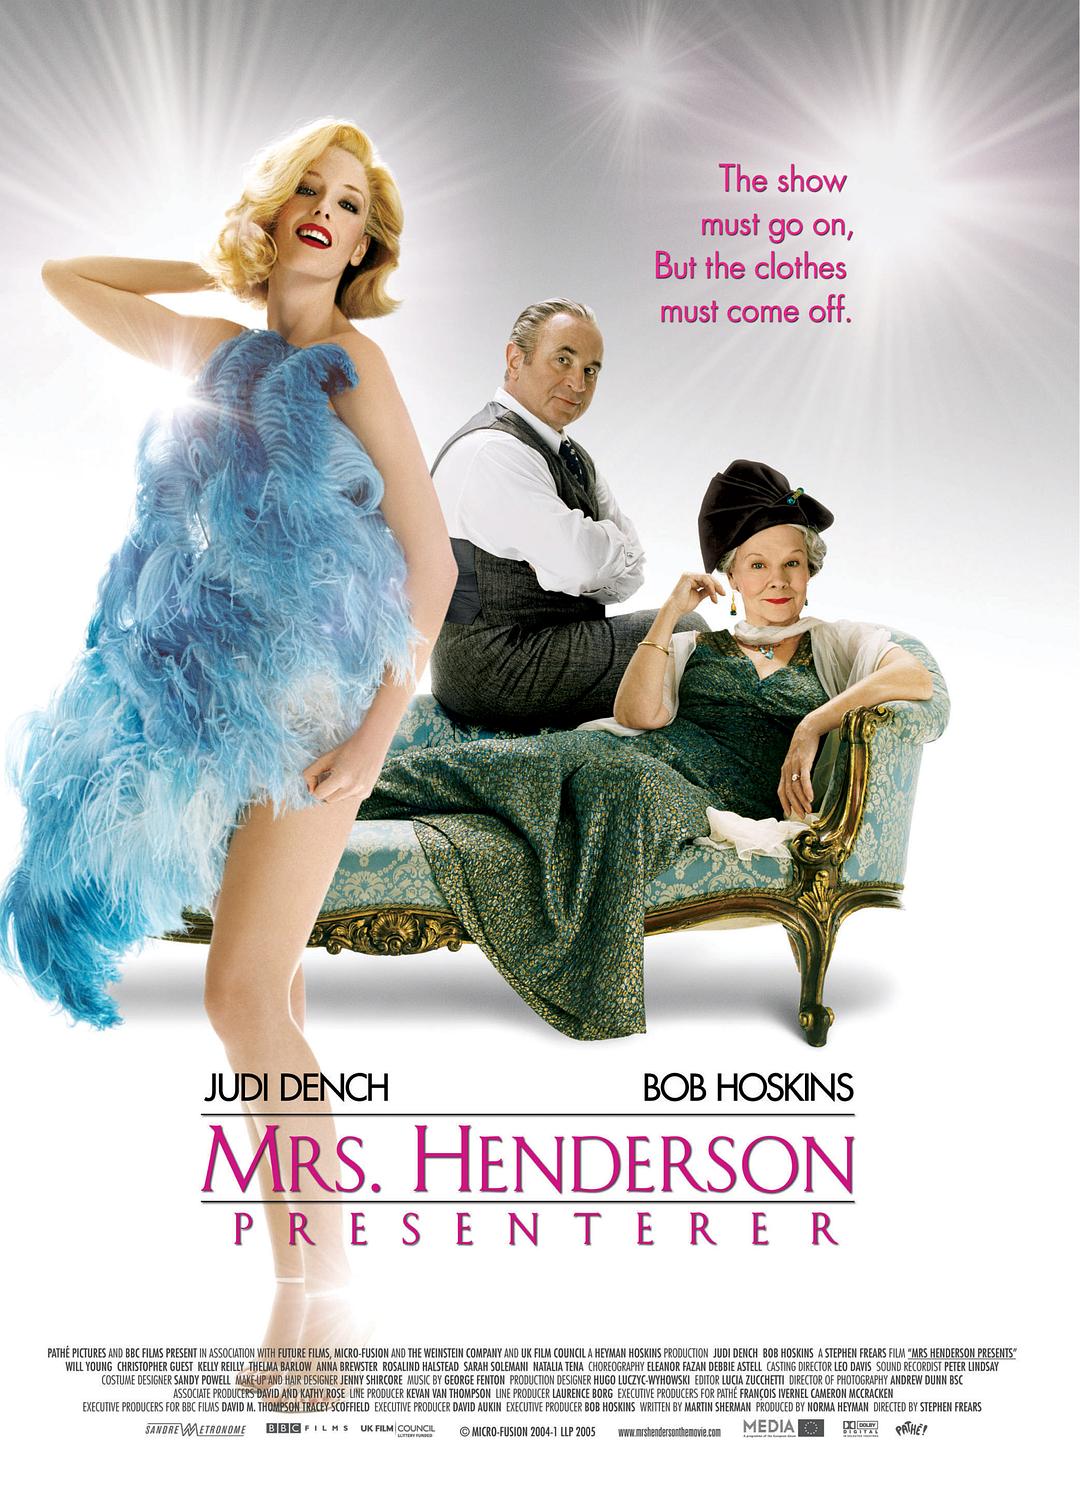 The show
must go on,
But the clothes
must come off.
JUDI DENCH BOB HOSKINS
MRS. HENDERSON
PRESENTERER
PATHÉ PICTURES AND BBC FILMS PRESENT IN ASSOCIATION WITH FUTURE FILMS, MICRO-FUSION AND THE WEINSTEIN COMPANY AND UK FILM COUNCIL A HEYMAN HOSKINS PRODUCTION JUDI DENCH BOB HOSKINS A STEPHEN FREARS FILM "MRS HENDERSON PRESENTS"
WILL YOUNG CHRISTOPHER GUEST KELLY REILLY THELMA BARLOW ANNA BREWSTER ROSALIND HALSTEAD SARAH SOLEMANI NATALIA TENA CHOREOGRAPHY ELEANOR FAZAN DEBBIE ASTELL CASTING DIRECTOR LEO DAVIS SOUND RECORDIST PETER LINDSAY
COSTUME DESIGNER SANDY POWELL MAKE-UP AND HAIR DESIGNER JENNY SHIRCORE MUSIC BY GEORGE FENTON PRODUCTION DESIGNER HUGO LUCZYC-WYHOWSKI EDITOR LUCIA ZUCCHETTI DIRECTOR OF PHOTOGRAPHY ANDREW DUNN BSC
ASSOCIATE PRODUCERS DAVID AND KATHY ROSE LINE PRODUCER KEVAN VAN THOMPSON LINE PRODUCER LAURENCE BORG EXECUTIVE PRODUCERS FOR PATHÉ FRANÇOIS IVERNEL CAMERON MCCRACKEN
EXECUTIVE PRODUCERS FOR BBC FILMS DAVID M. THOMPSON TRACEY SCOFFIELD EXECUTIVE PRODUCER DAVID AUKIN EXECUTIVE PRODUCER BOB HOSKINS WRITTEN BY MARTIN SHERMAN PRODUCED BY NORMA HEYMAN DIRECTED BY STEPHEN FREARS
SANDREW METRONOME BBC FILMS UK FILM COUNCIL LOTTERY FUNDED © MICRO-FUSION 2004-1 LLP 2005 www.mrshendersonthemovie.com MEDIA DOLBY DIGITAL PATHÉ!